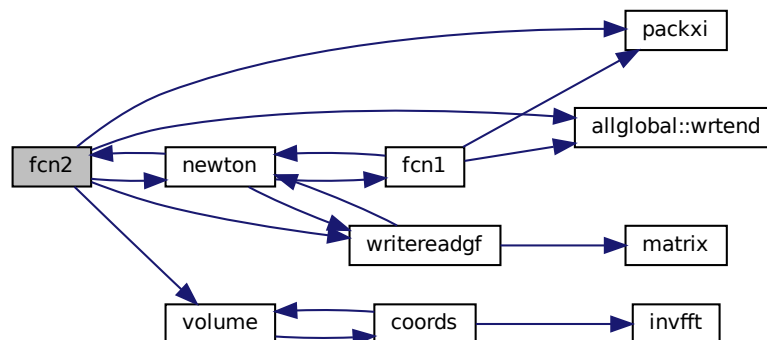 packxi
allglobal::wrtend
fcn2
newton
fcn1
writereadgf
matrix
volume
coords
invfft